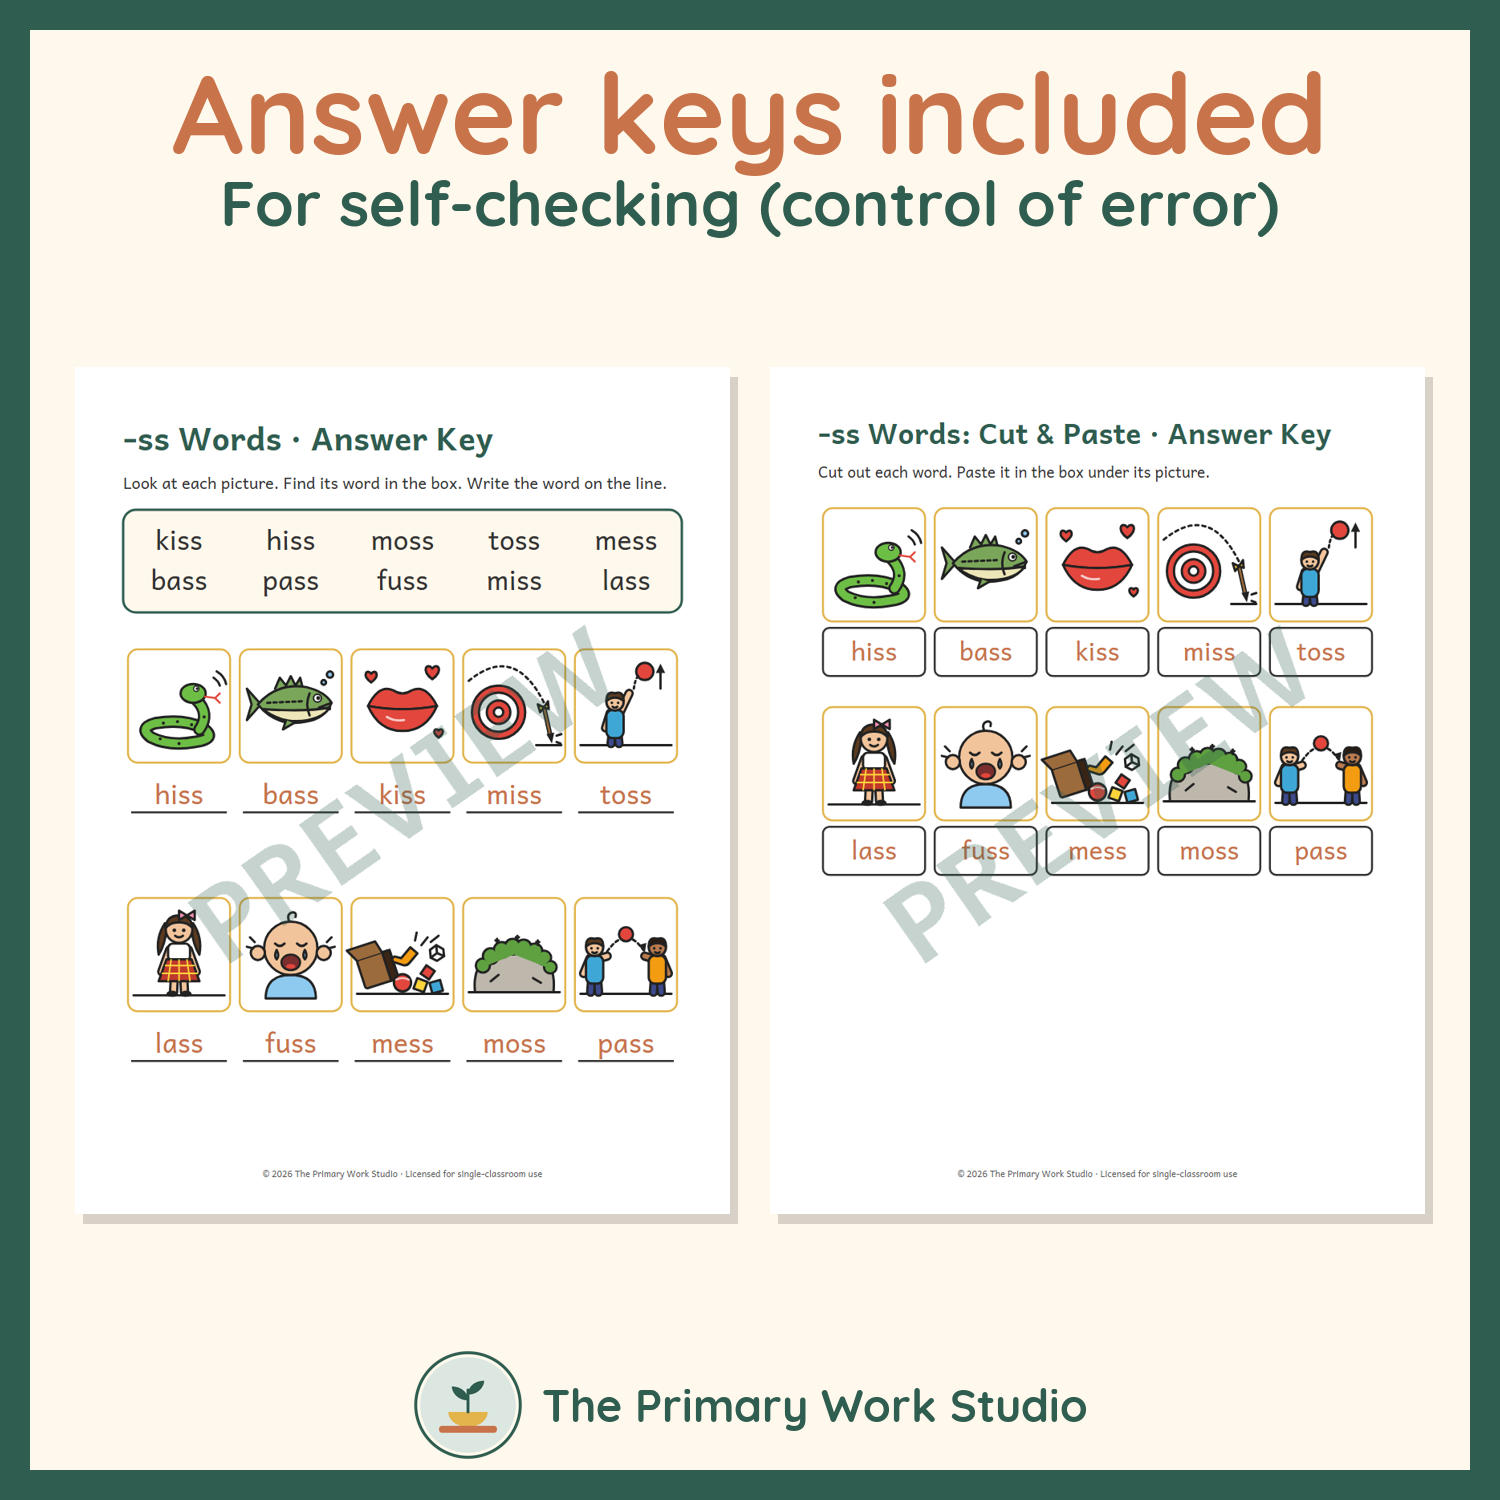 Answer keys included
For self-checking (control of error)
-ss Words · Answer Key
Look at each picture. Find its word in the box. Write the word on the line.
kiss hiss moss toss mess
bass pass fuss miss lass
hiss bass kiss miss toss
lass fuss mess moss pass
PREVIEW
© 2026 The Primary Work Studio · Licensed for single-classroom use
-ss Words: Cut & Paste · Answer Key
Cut out each word. Paste it in the box under its picture.
hiss bass kiss miss toss
lass fuss mess moss pass
PREVIEW
© 2026 The Primary Work Studio · Licensed for single-classroom use
The Primary Work Studio